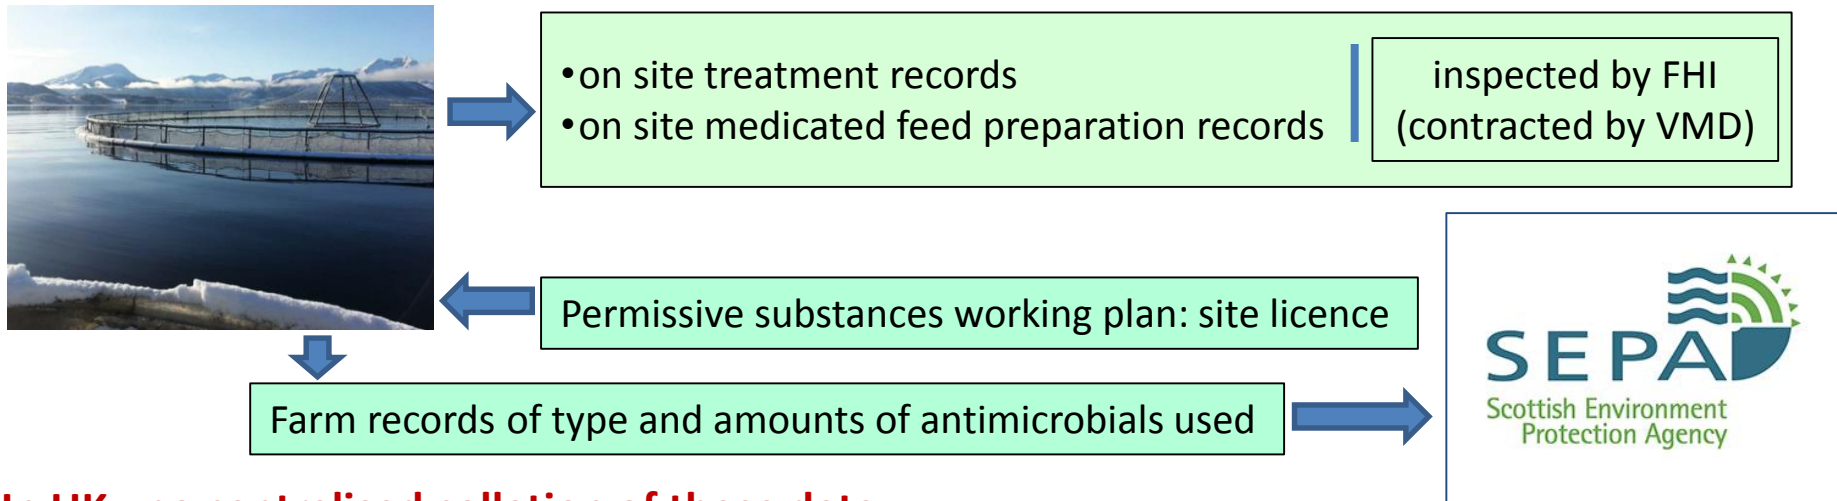 •on site treatment records
•on site medicated feed preparation records
inspected by FHI
(contracted by VMD)
Permissive substances working plan: site licence
Farm records of type and amounts of antimicrobials used
SEPA
Scottish Environment
Protection Agency